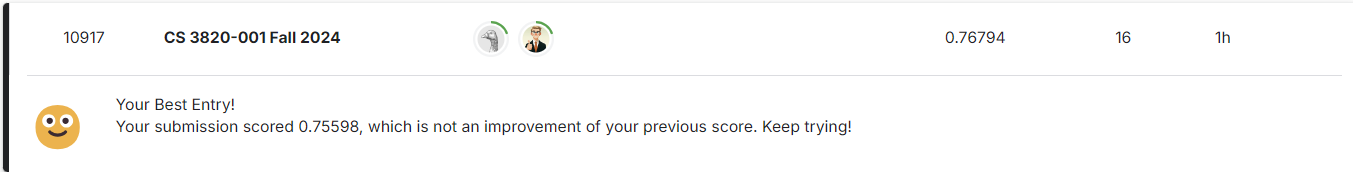 10917 CS 3820-001 Fall 2024 0.76794 16 1h
Your Best Entry!
Your submission scored 0.75598, which is not an improvement of your previous score. Keep trying!